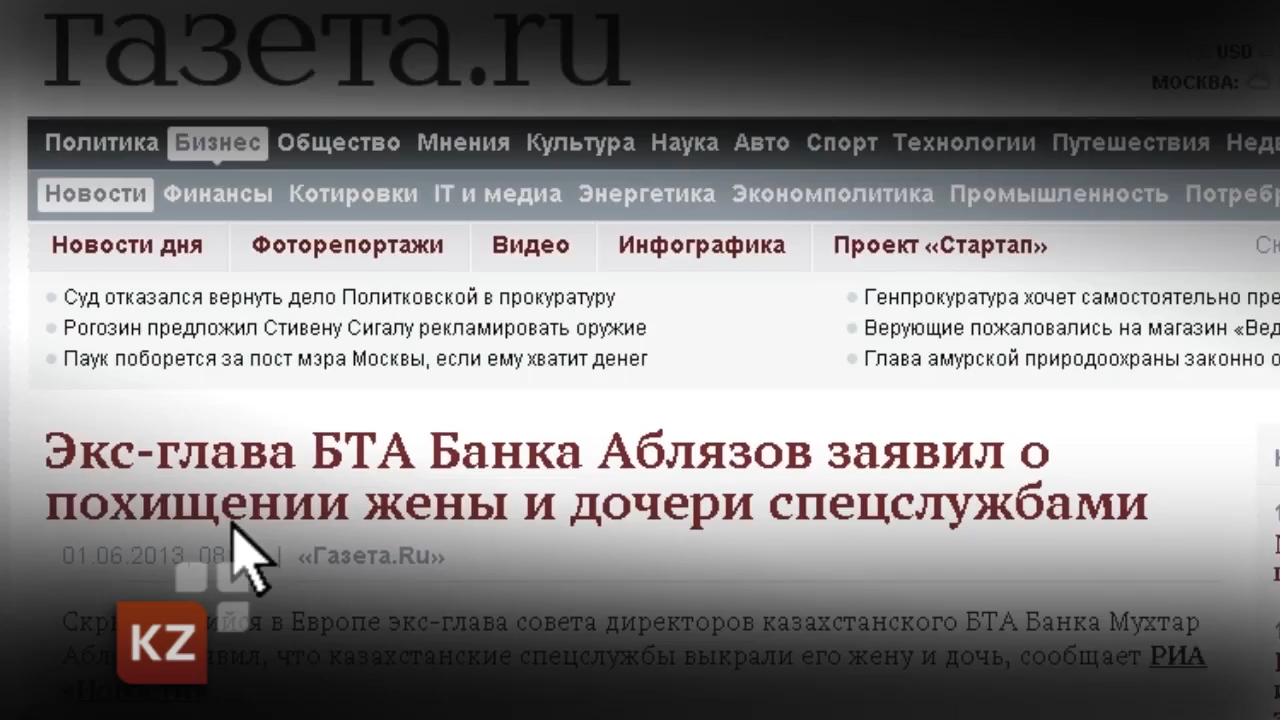 газета.ru
USD
МОСКВА:
Политика Бизнес Общество Мнения Культура Наука Авто Спорт Технологии Путешествия
Новости Финансы Котировки IT и медиа Энергетика Экономполитика Промышленность
Новости дня Фоторепортажи Видео Инфографика Проект «Стартап»
Суд отказался вернуть дело Политковской в прокуратуру
Генпрокуратура хочет самостоятельно
Рогозин предложил Стивену Сигалу рекламировать оружие
Верующие пожаловались на магазин
Паук поборется за пост мэра Москвы, если ему хватит денег
Глава амурской природоохраны законно
Экс-глава БТА Банка Аблязов заявил о
похищении жены и дочери спецслужбами
01.06.2013, 08 | «Газета.Ru»
в Европе экс-глава совета директоров казахстанского БТА Банка Мухтар
что казахстанские спецслужбы выкрали его жену и дочь, сообщает РИА
«Новости»
KZ